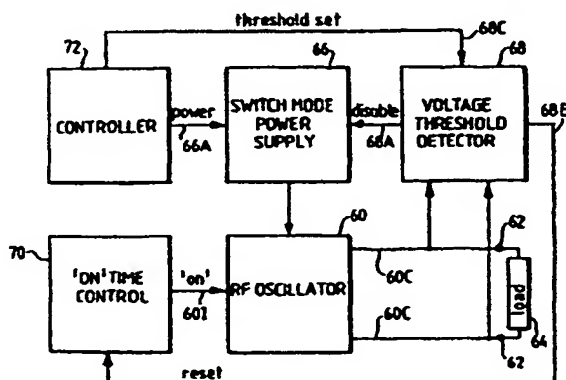 threshold set
68C
72
66
68
CONTROLLER
power
66A
SWITCH MODE
POWER
SUPPLY
disable
68A
VOLTAGE
THRESHOLD
DETECTOR
68B
70
'ON' TIME
CONTROL
'on'
60I
60
RF OSCILLATOR
60C
60C
62
62
load
64
reset